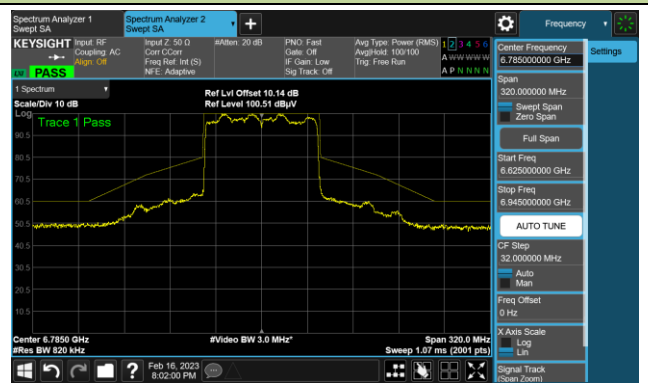 Spectrum Analyzer 1
Swept SA
Spectrum Analyzer 2
Swept SA
Frequency
KEYSIGHT
Input: RF
Coupling: AC
Align: Off
Input Z: 50 Ω
Corr CCorr
Freq Ref: Int (S)
NFE: Adaptive
#Atten: 20 dB
PNO: Fast
Gate: Off
IF Gain: Low
Sig Track: Off
Avg Type: Power (RMS)
Avg|Hold: 100/100
Trig: Free Run
1 2 3 4 5 6
A W W W W W
A P N N N N
PASS
1 Spectrum
Scale/Div 10 dB
Ref Lvl Offset 10.14 dB
Ref Level 100.51 dBµV
Log
Trace 1 Pass
90.5
80.5
70.5
60.5
50.5
40.5
30.5
20.5
10.5
Center 6.7850 GHz
#Res BW 820 kHz
#Video BW 3.0 MHz*
Span 320.0 MHz
Sweep 1.07 ms (2001 pts)
Feb 16, 2023
8:02:00 PM
Center Frequency
6.785000000 GHz
Settings
Span
320.000000 MHz
Swept Span
Zero Span
Full Span
Start Freq
6.625000000 GHz
Stop Freq
6.945000000 GHz
AUTO TUNE
CF Step
32.000000 MHz
Auto
Man
Freq Offset
0 Hz
X Axis Scale
Log
Lin
Signal Track
(Span Zoom)